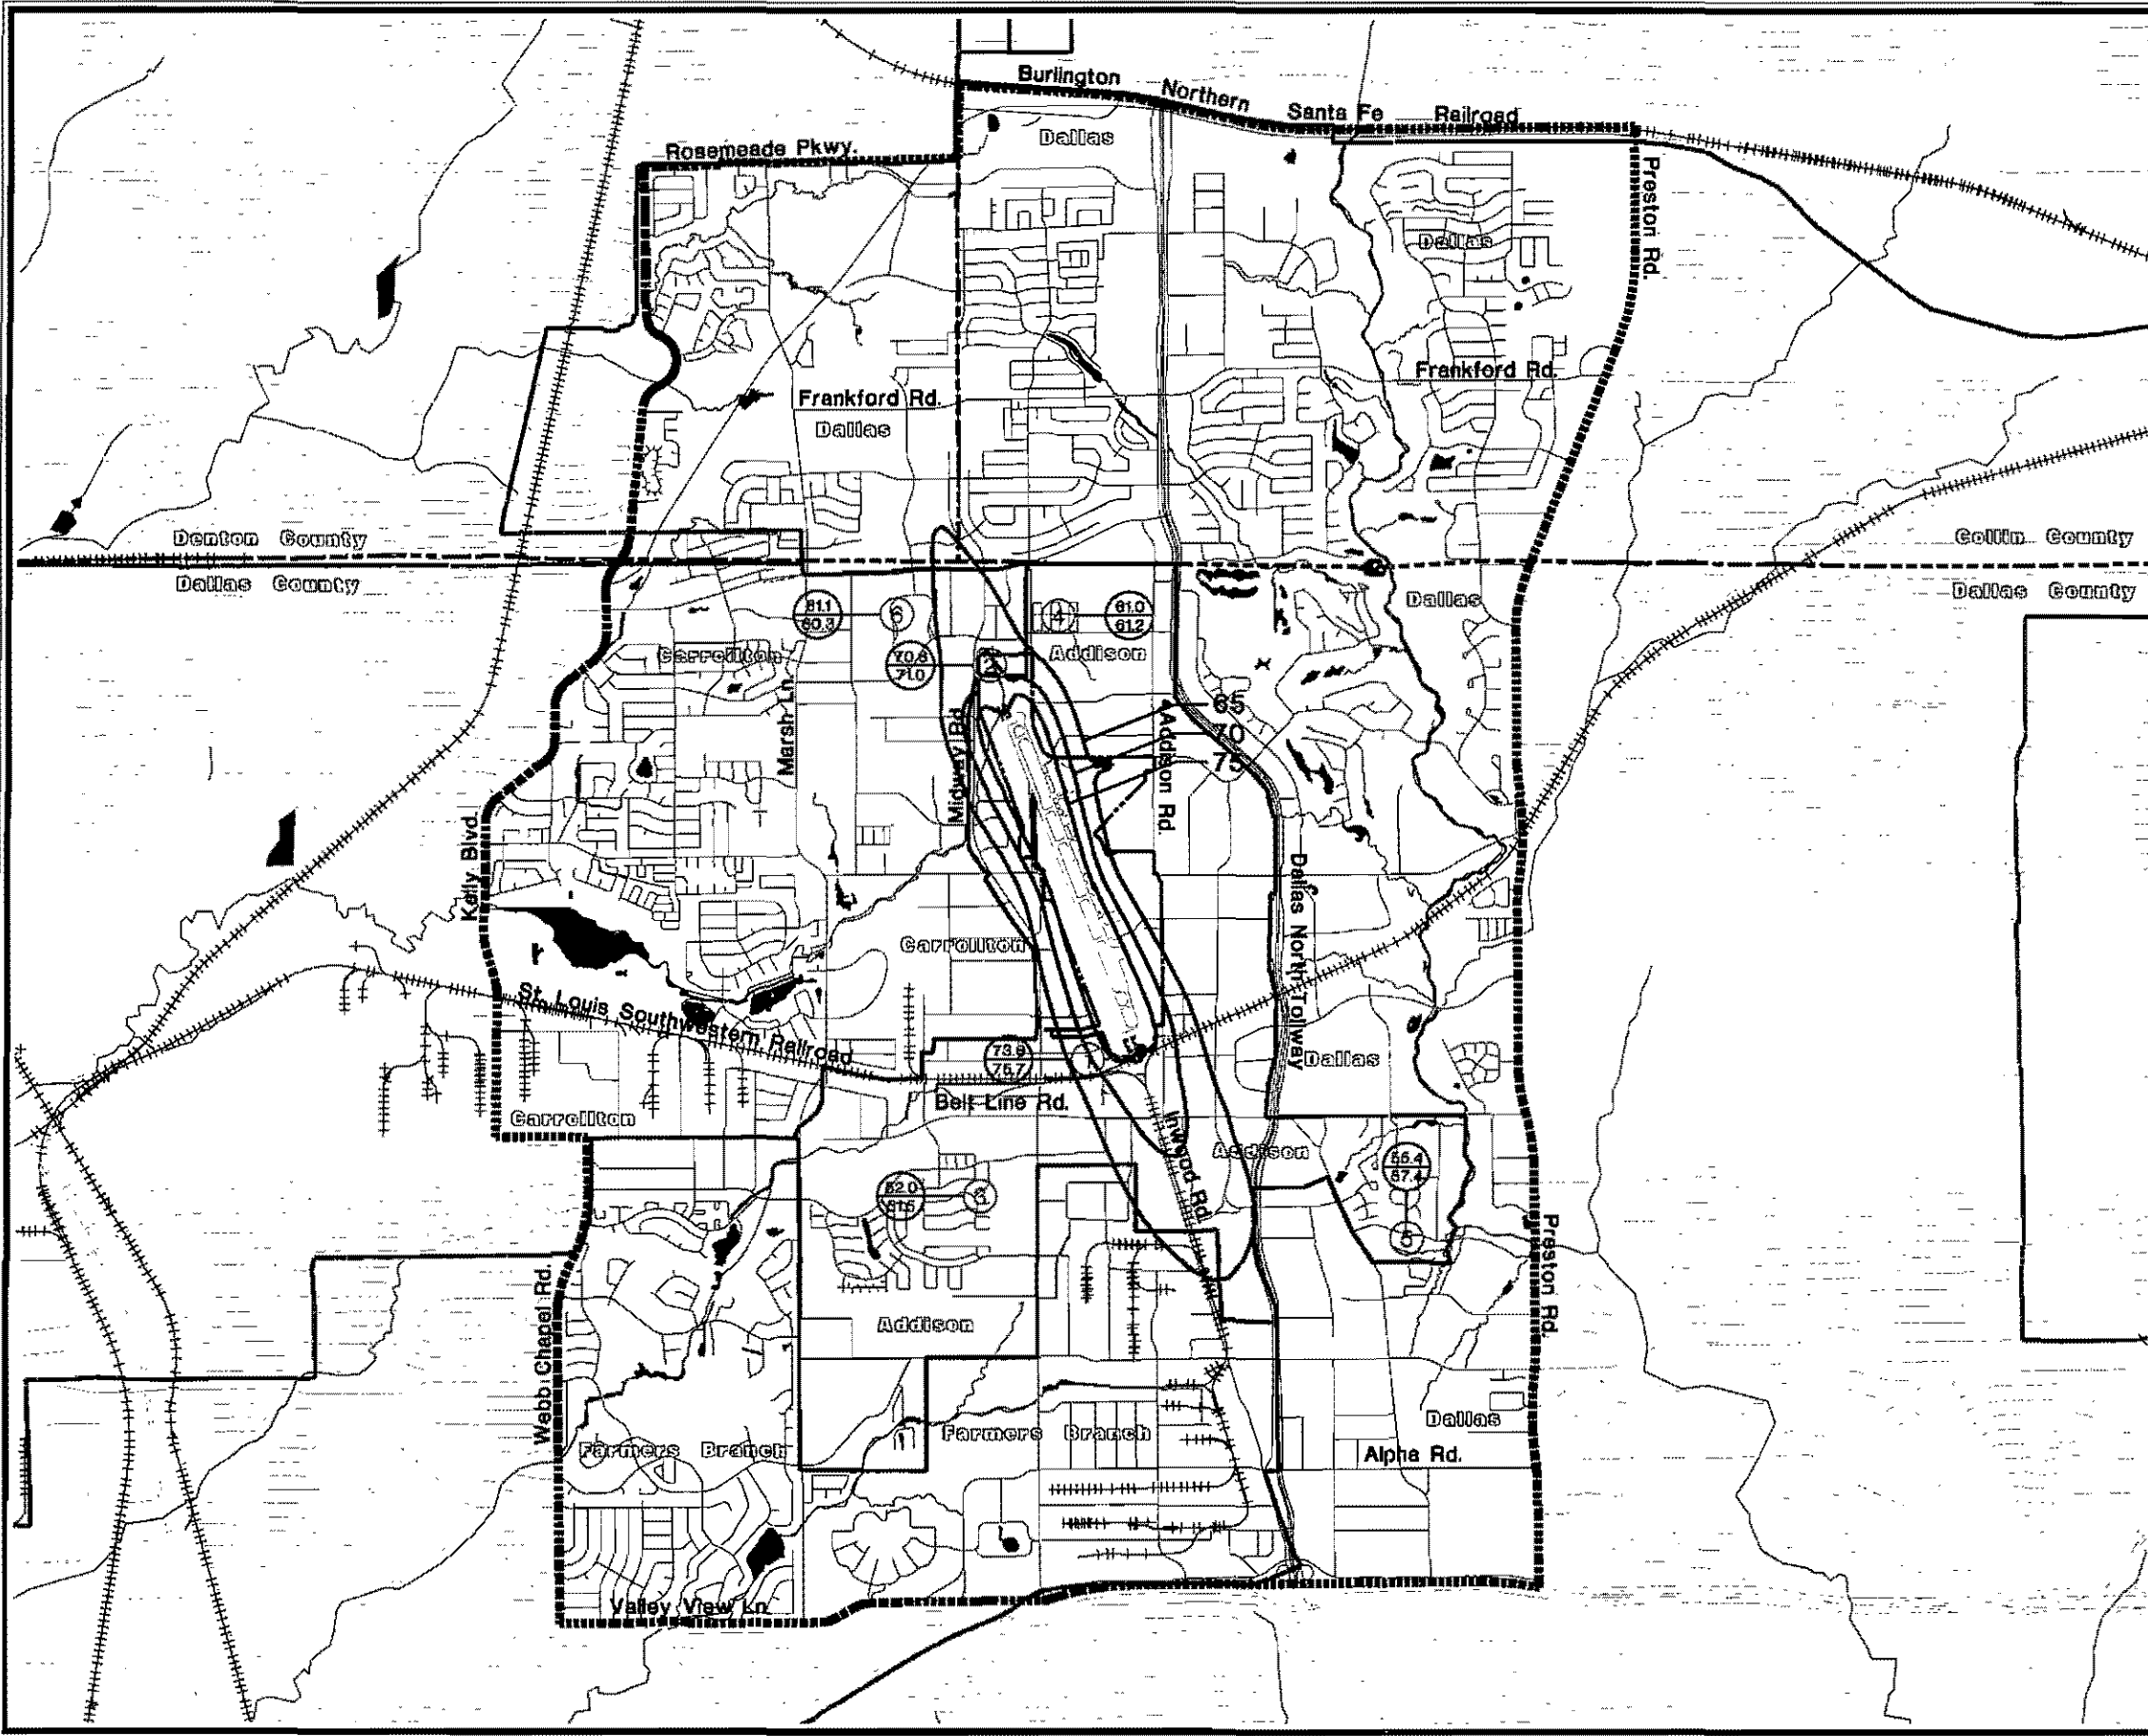 Burlington Northern Santa Fe Railroad
Dallas
Rosemeade Pkwy.
Preston Rd.
Dallas
Frankford Rd.
Frankford Rd.
Dallas
Denton County
Collin County
Dallas County
Dallas County
Dallas
81.1
60.3
6
4
61.0
61.2
Carrollton
70.8
71.0
2
Addison
Marsh Ln.
Midway Rd.
65
70
75
Addison Rd.
Kelly Blvd.
Dallas North Tollway
Carrollton
St. Louis Southwestern Railroad
73.8
75.7
1
Dallas
Belt Line Rd.
Carrollton
Inwood Rd.
Addison
55.4
57.4
62.0
61.5
3
5
Preston Rd.
Webb Chapel Rd.
Addison
Dallas
Farmers Branch
Farmers Branch
Alpha Rd.
Valley View Ln.